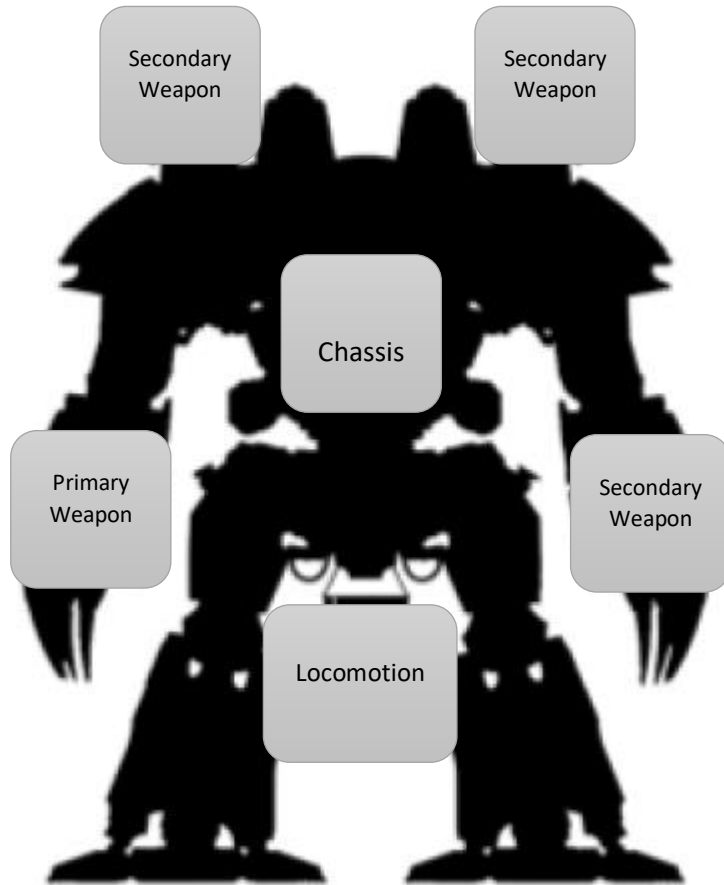 Secondary
Weapon
Secondary
Weapon
Chassis
Primary
Weapon
Secondary
Weapon
Locomotion